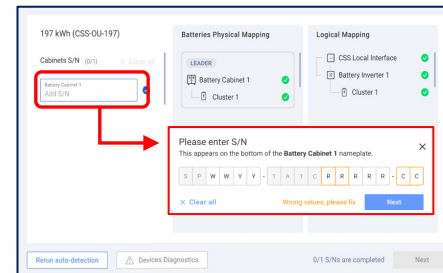 197 kWh (CSS-OU-197)
Cabinets S/N (0/1) × Clear all
Battery Cabinet 1
Add S/N
Batteries Physical Mapping
LEADER
Battery Cabinet 1
Cluster 1
Logical Mapping
CSS Local Interface
Battery Inverter 1
Cluster 1
Please enter S/N
This appears on the bottom of the Battery Cabinet 1 nameplate.
S P W W Y Y - 1 A 1 C R R R R R - C C
× Clear all Wrong values, please fix Next
Rerun auto-detection Devices Diagnostics 0/1 S/Ns are completed Next